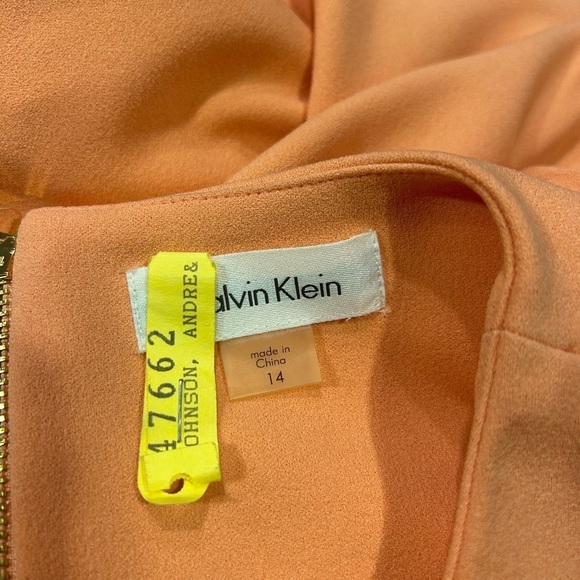 47662
OHNSON, ANDRE&
alvin Klein
made in
China
14